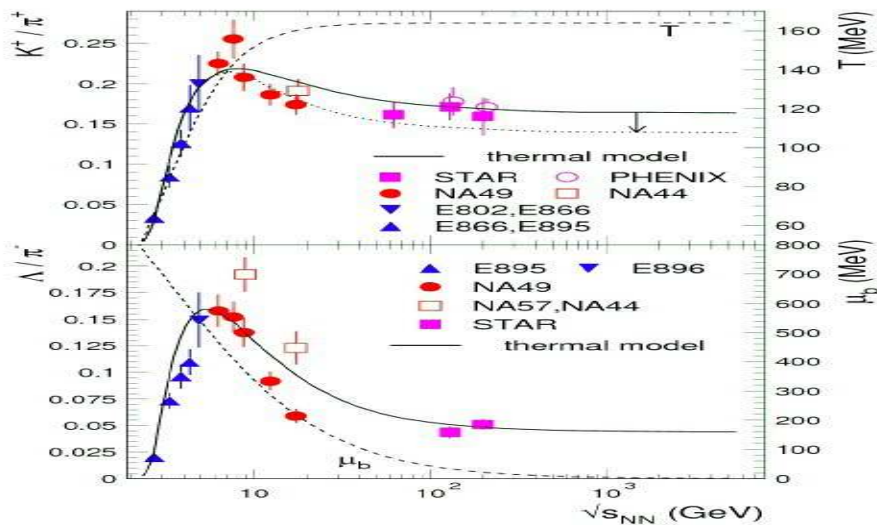 K⁺/π⁺
T (MeV)
0.25
0.2
0.15
0.1
0.05
0
160
140
120
100
80
60
T
thermal model
STAR PHENIX
NA49 NA44
E802,E866
E866,E895
Λ/π⁻
μb (MeV)
0.2
0.175
0.15
0.125
0.1
0.075
0.05
0.025
0
800
700
600
500
400
300
200
100
0
E895 E896
NA49
NA57,NA44
STAR
thermal model
μb
10 10² 10³
√sNN (GeV)